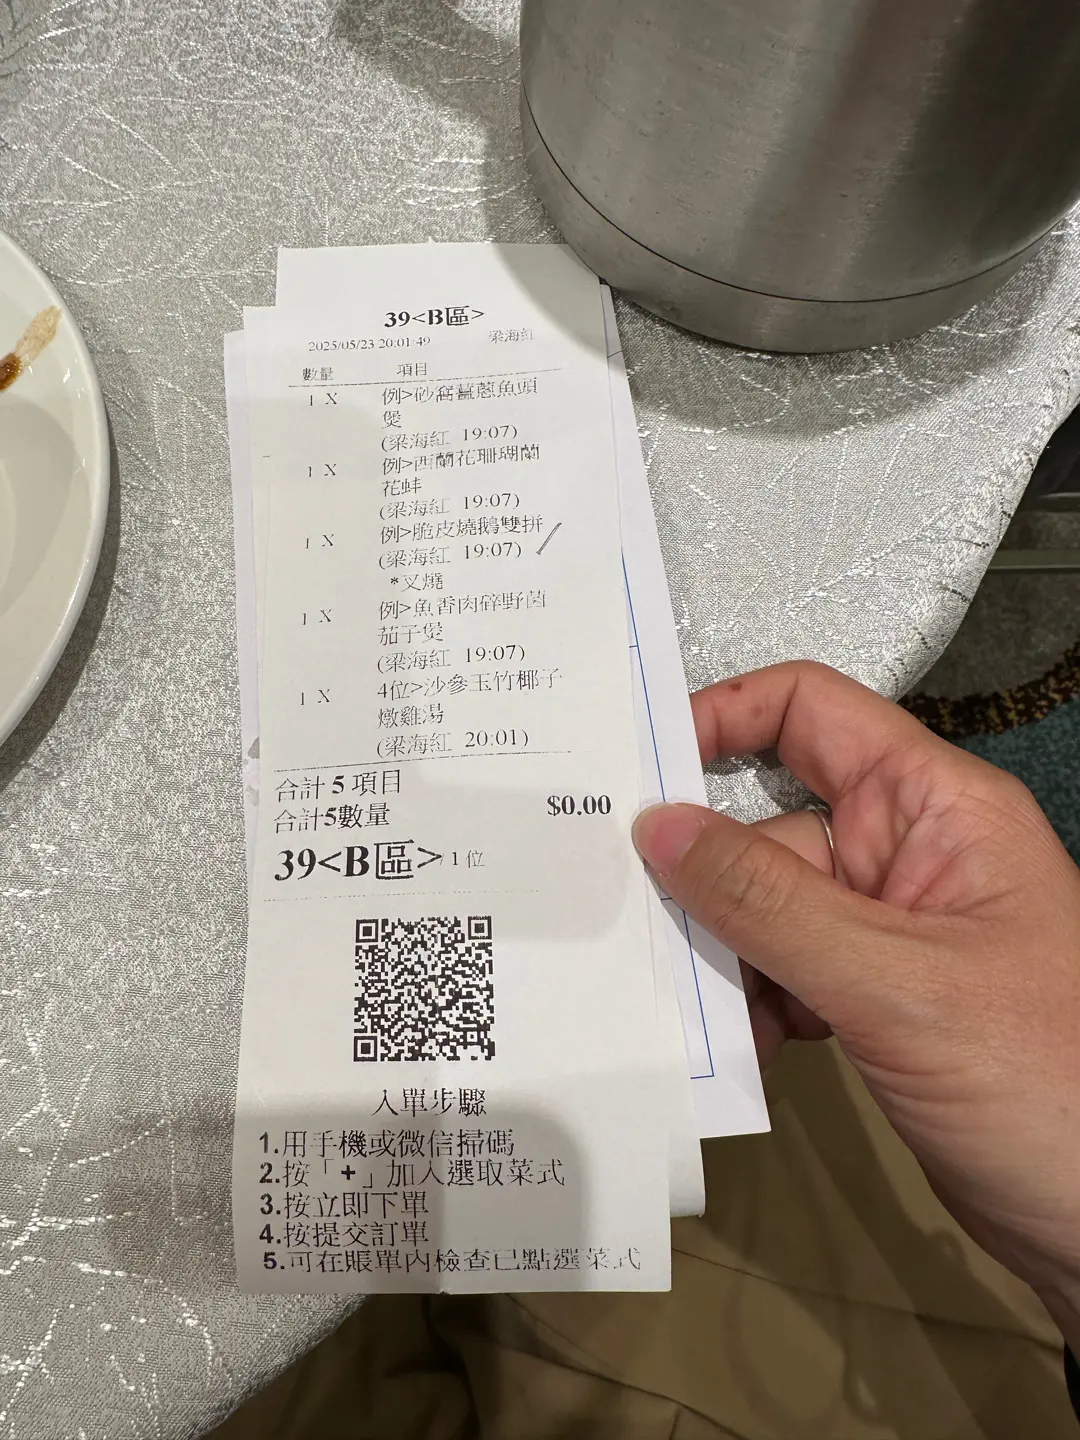 39<B區>
2025/05/23 20:01:49 梁海紅
數量 項目
1 X 例>砂窩薑蔥魚頭
煲
(梁海紅 19:07)
1 X 例>西蘭花珊瑚蘭
花蚌
(梁海紅 19:07)
1 X 例>脆皮燒鵝雙拼
(梁海紅 19:07)
*叉燒
1 X 例>魚香肉碎野菌
茄子煲
(梁海紅 19:07)
1 X 4位>沙參玉竹椰子
燉雞湯
(梁海紅 20:01)
合計 5 項目
合計5數量 $0.00
39<B區> 1 位
入單步驟
1.用手機或微信掃碼
2.按「+」加入選取菜式
3.按立即下單
4.按提交訂單
5.可在賬單內檢查已點選菜式